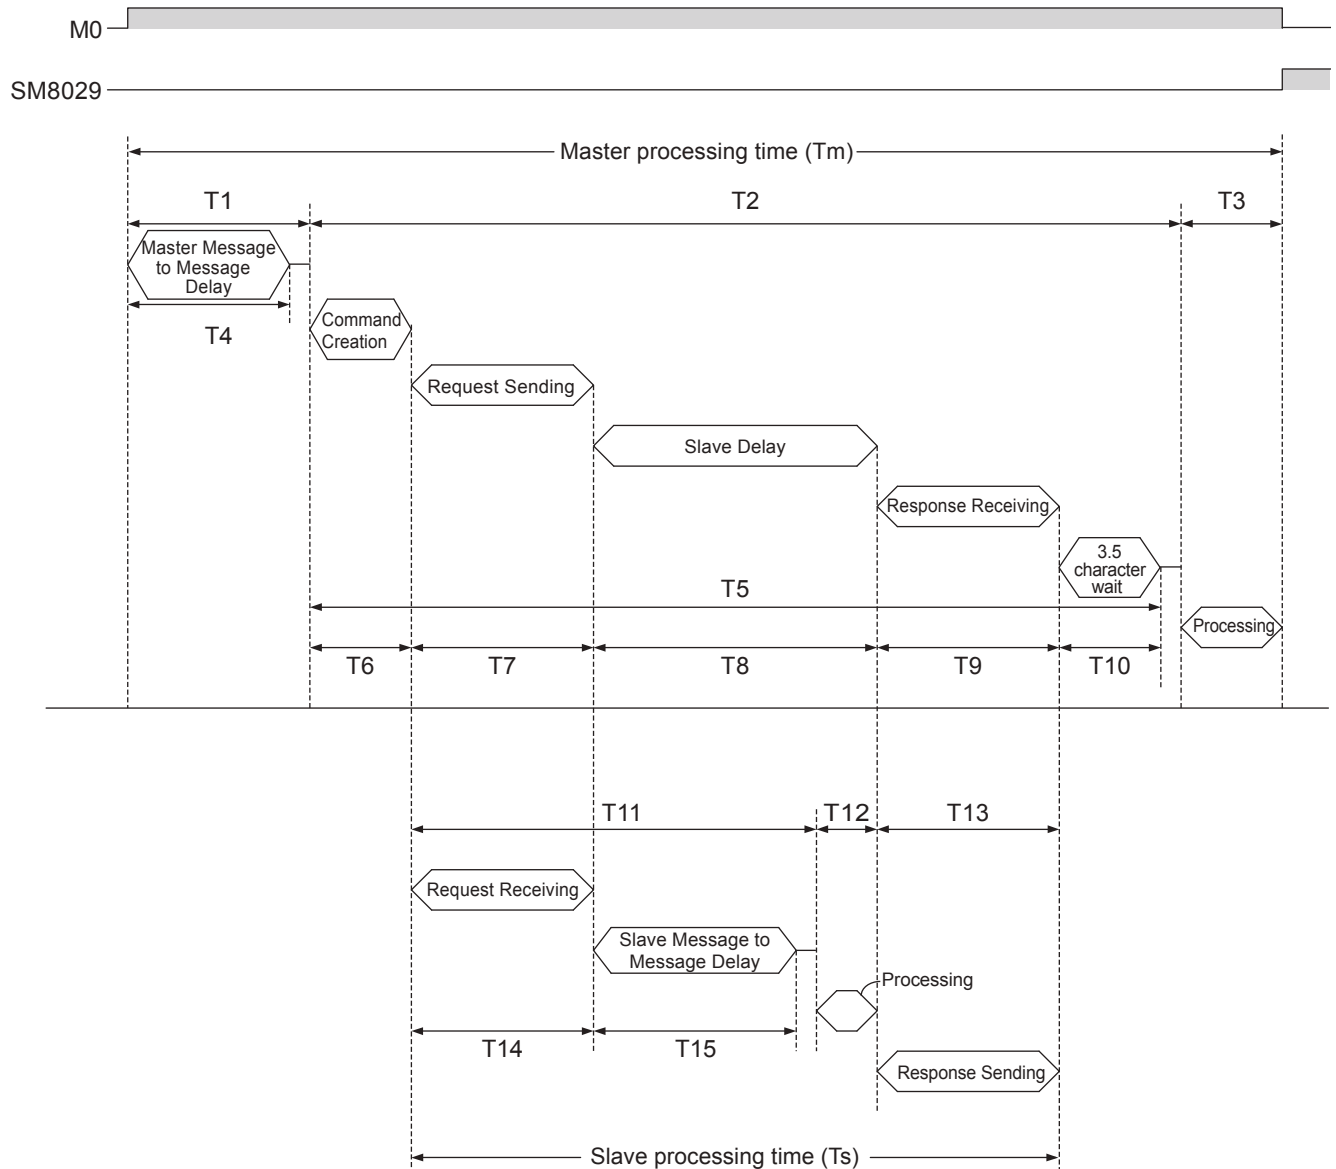 M0
SM8029
Master processing time (Tm)
T1
T2
T3
Master Message
to Message
Delay
T4
Command
Creation
Request Sending
Slave Delay
Response Receiving
3.5
character
wait
T5
Processing
T6
T7
T8
T9
T10
T11
T12
T13
Request Receiving
Slave Message to
Message Delay
Processing
T14
T15
Response Sending
Slave processing time (Ts)